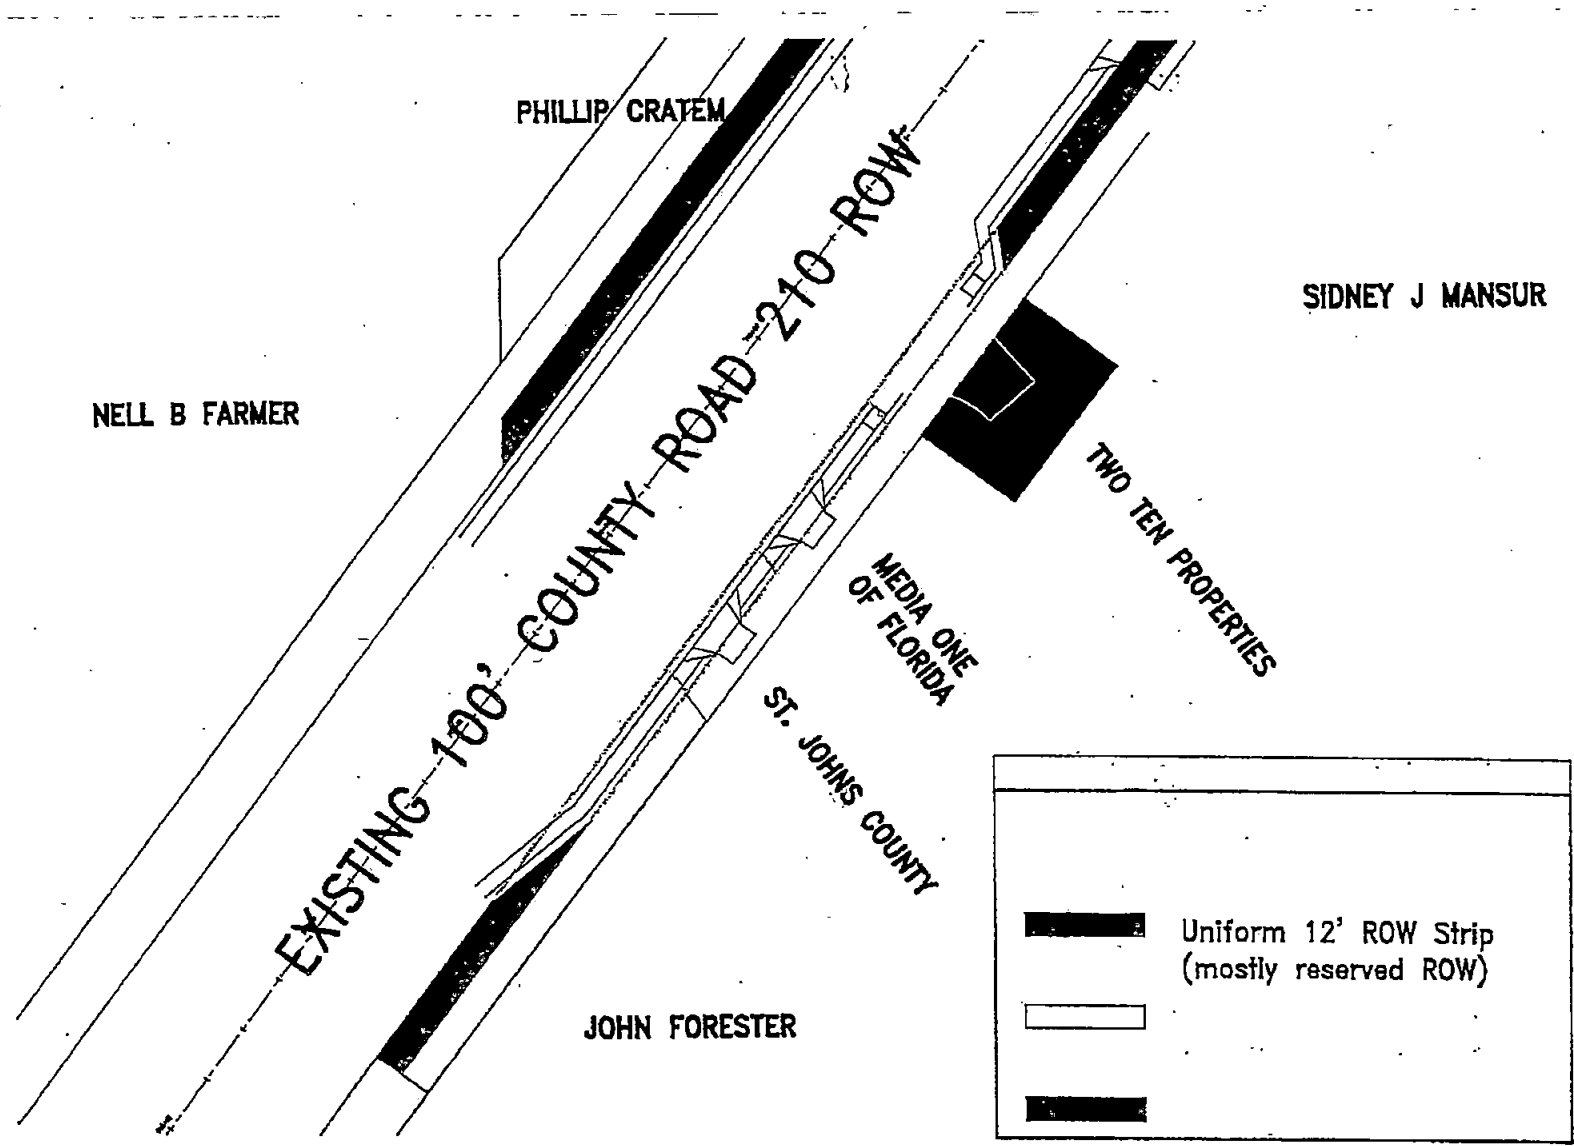 PHILLIP CRATEM
EXISTING 100' COUNTY ROAD 210 ROW
SIDNEY J MANSUR
NELL B FARMER
TWO TEN PROPERTIES
MEDIA ONE
OF FLORIDA
ST. JOHNS COUNTY
JOHN FORESTER
Uniform 12' ROW Strip
(mostly reserved ROW)